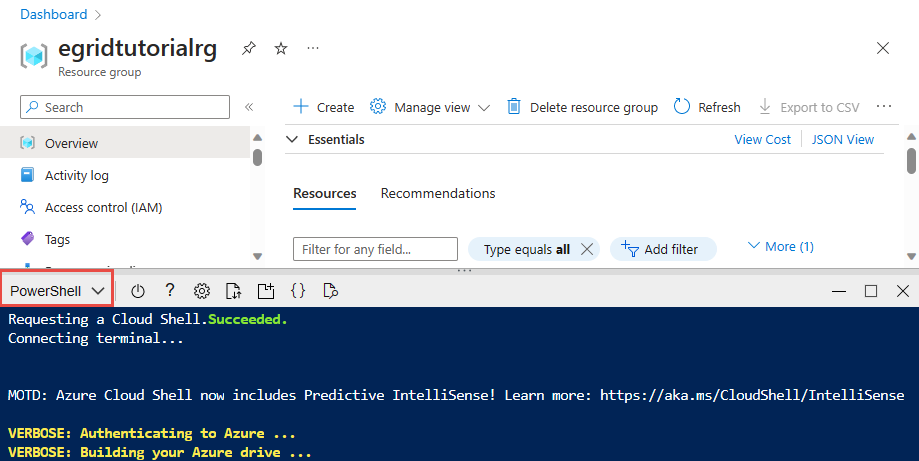 Dashboard
egridtutorialrg
Resource group
Search
Create Manage view Delete resource group Refresh Export to CSV
Overview
Essentials View Cost JSON View
Activity log
Resources Recommendations
Access control (IAM)
Tags
Filter for any field... Type equals all Add filter More (1)
PowerShell
Requesting a Cloud Shell.Succeeded.
Connecting terminal...
MOTD: Azure Cloud Shell now includes Predictive IntelliSense! Learn more: https://aka.ms/CloudShell/IntelliSense
VERBOSE: Authenticating to Azure ...
VERBOSE: Building your Azure drive ...